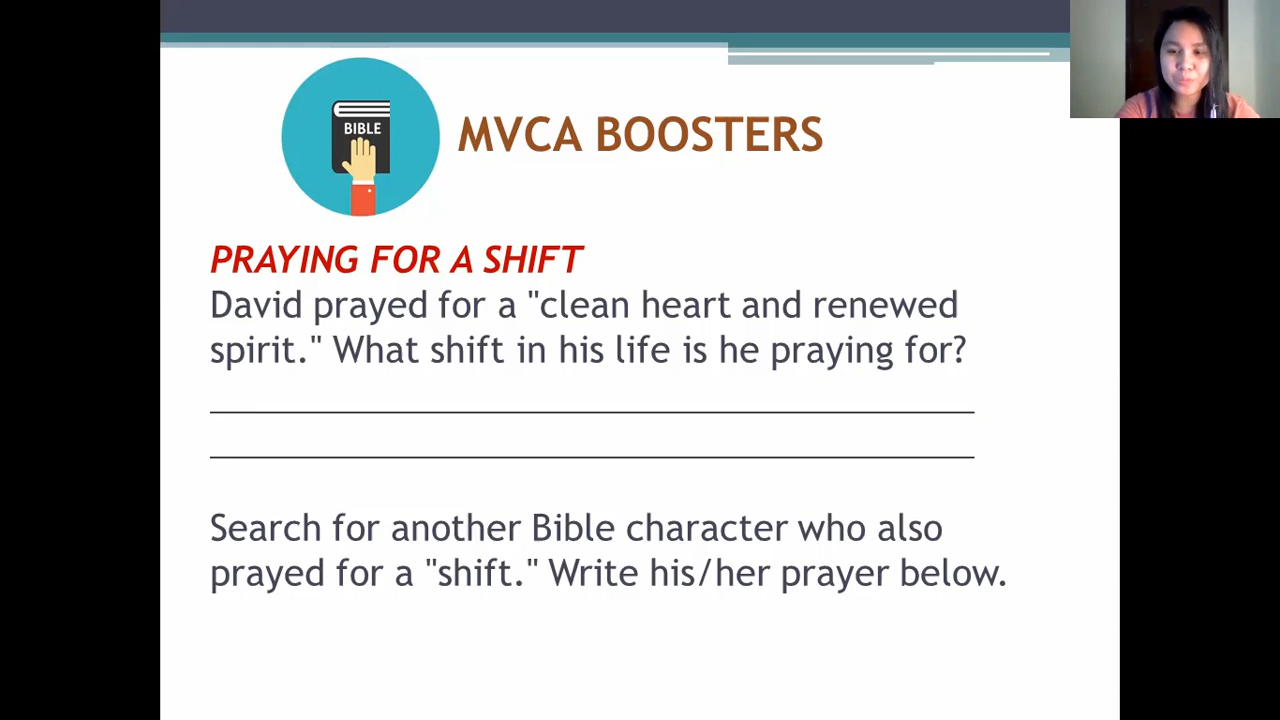 BIBLE
MVCA BOOSTERS
PRAYING FOR A SHIFT
David prayed for a "clean heart and renewed
spirit." What shift in his life is he praying for?
Search for another Bible character who also
prayed for a "shift." Write his/her prayer below.